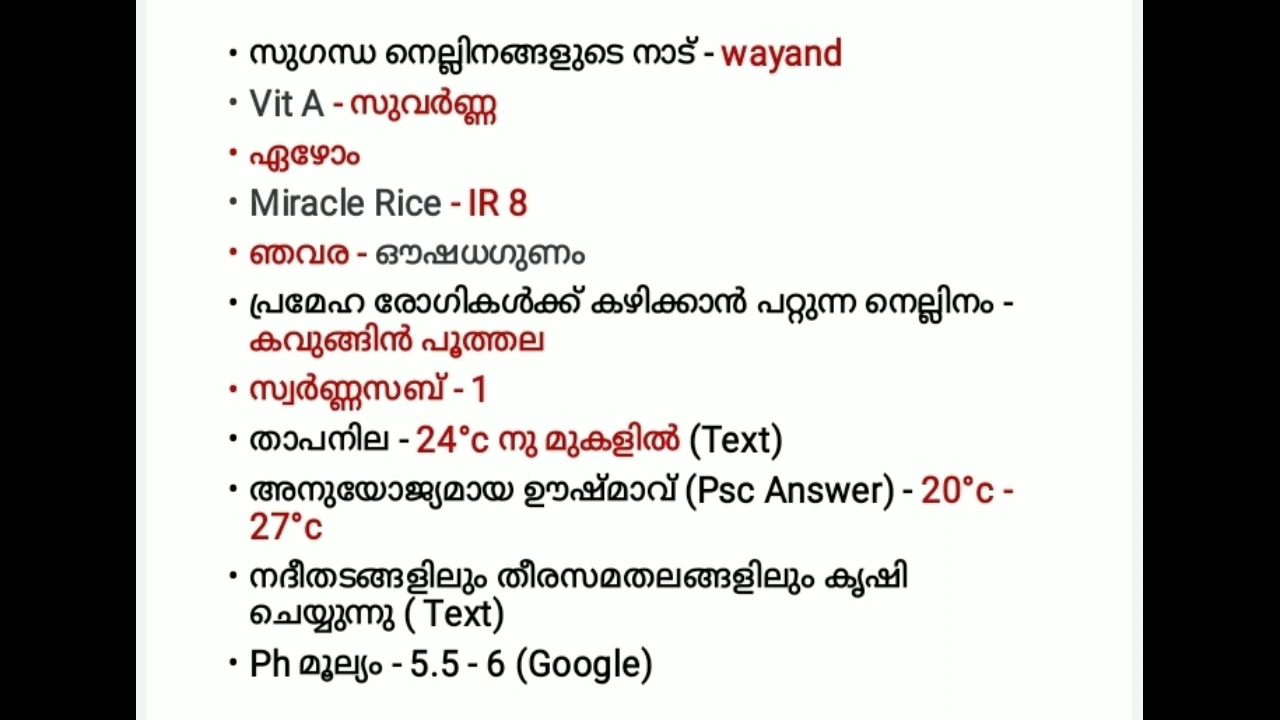 • സുഗന്ധ നെല്ലിനങ്ങളുടെ നാട് - wayand
• Vit A - സുവർണ്ണ
• ഏഴോം
• Miracle Rice - IR 8
• ഞവര - ഔഷധഗുണം
• പ്രമേഹ രോഗികൾക്ക് കഴിക്കാൻ പറ്റുന്ന നെല്ലിനം -
കവുങ്ങിൻ പൂത്തല
• സ്വർണ്ണസബ് - 1
• താപനില - 24°c നു മുകളിൽ (Text)
• അനുയോജ്യമായ ഊഷ്മാവ് (Psc Answer) - 20°c -
27°c
• നദീതടങ്ങളിലും തീരസമതലങ്ങളിലും കൃഷി
ചെയ്യുന്നു ( Text)
• Ph മൂല്യം - 5.5 - 6 (Google)